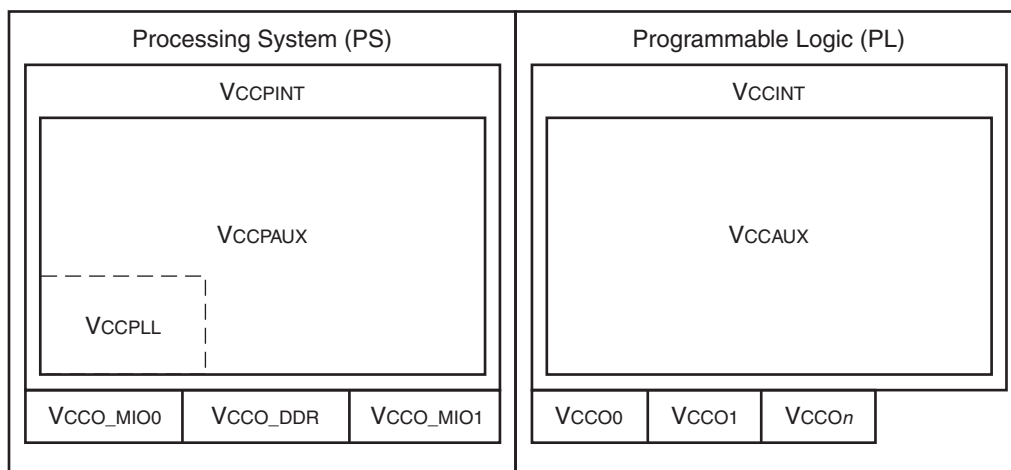 Processing System (PS)
VCCPINT
VCCPAUX
VCCPLL
VCCO_MIO0
VCCO_DDR
VCCO_MIO1
Programmable Logic (PL)
VCCINT
VCCAUX
VCCO0
VCCO1
VCCOn